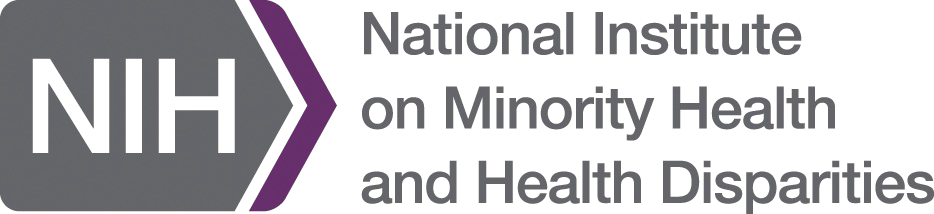 NIH
National Institute
on Minority Health
and Health Disparities